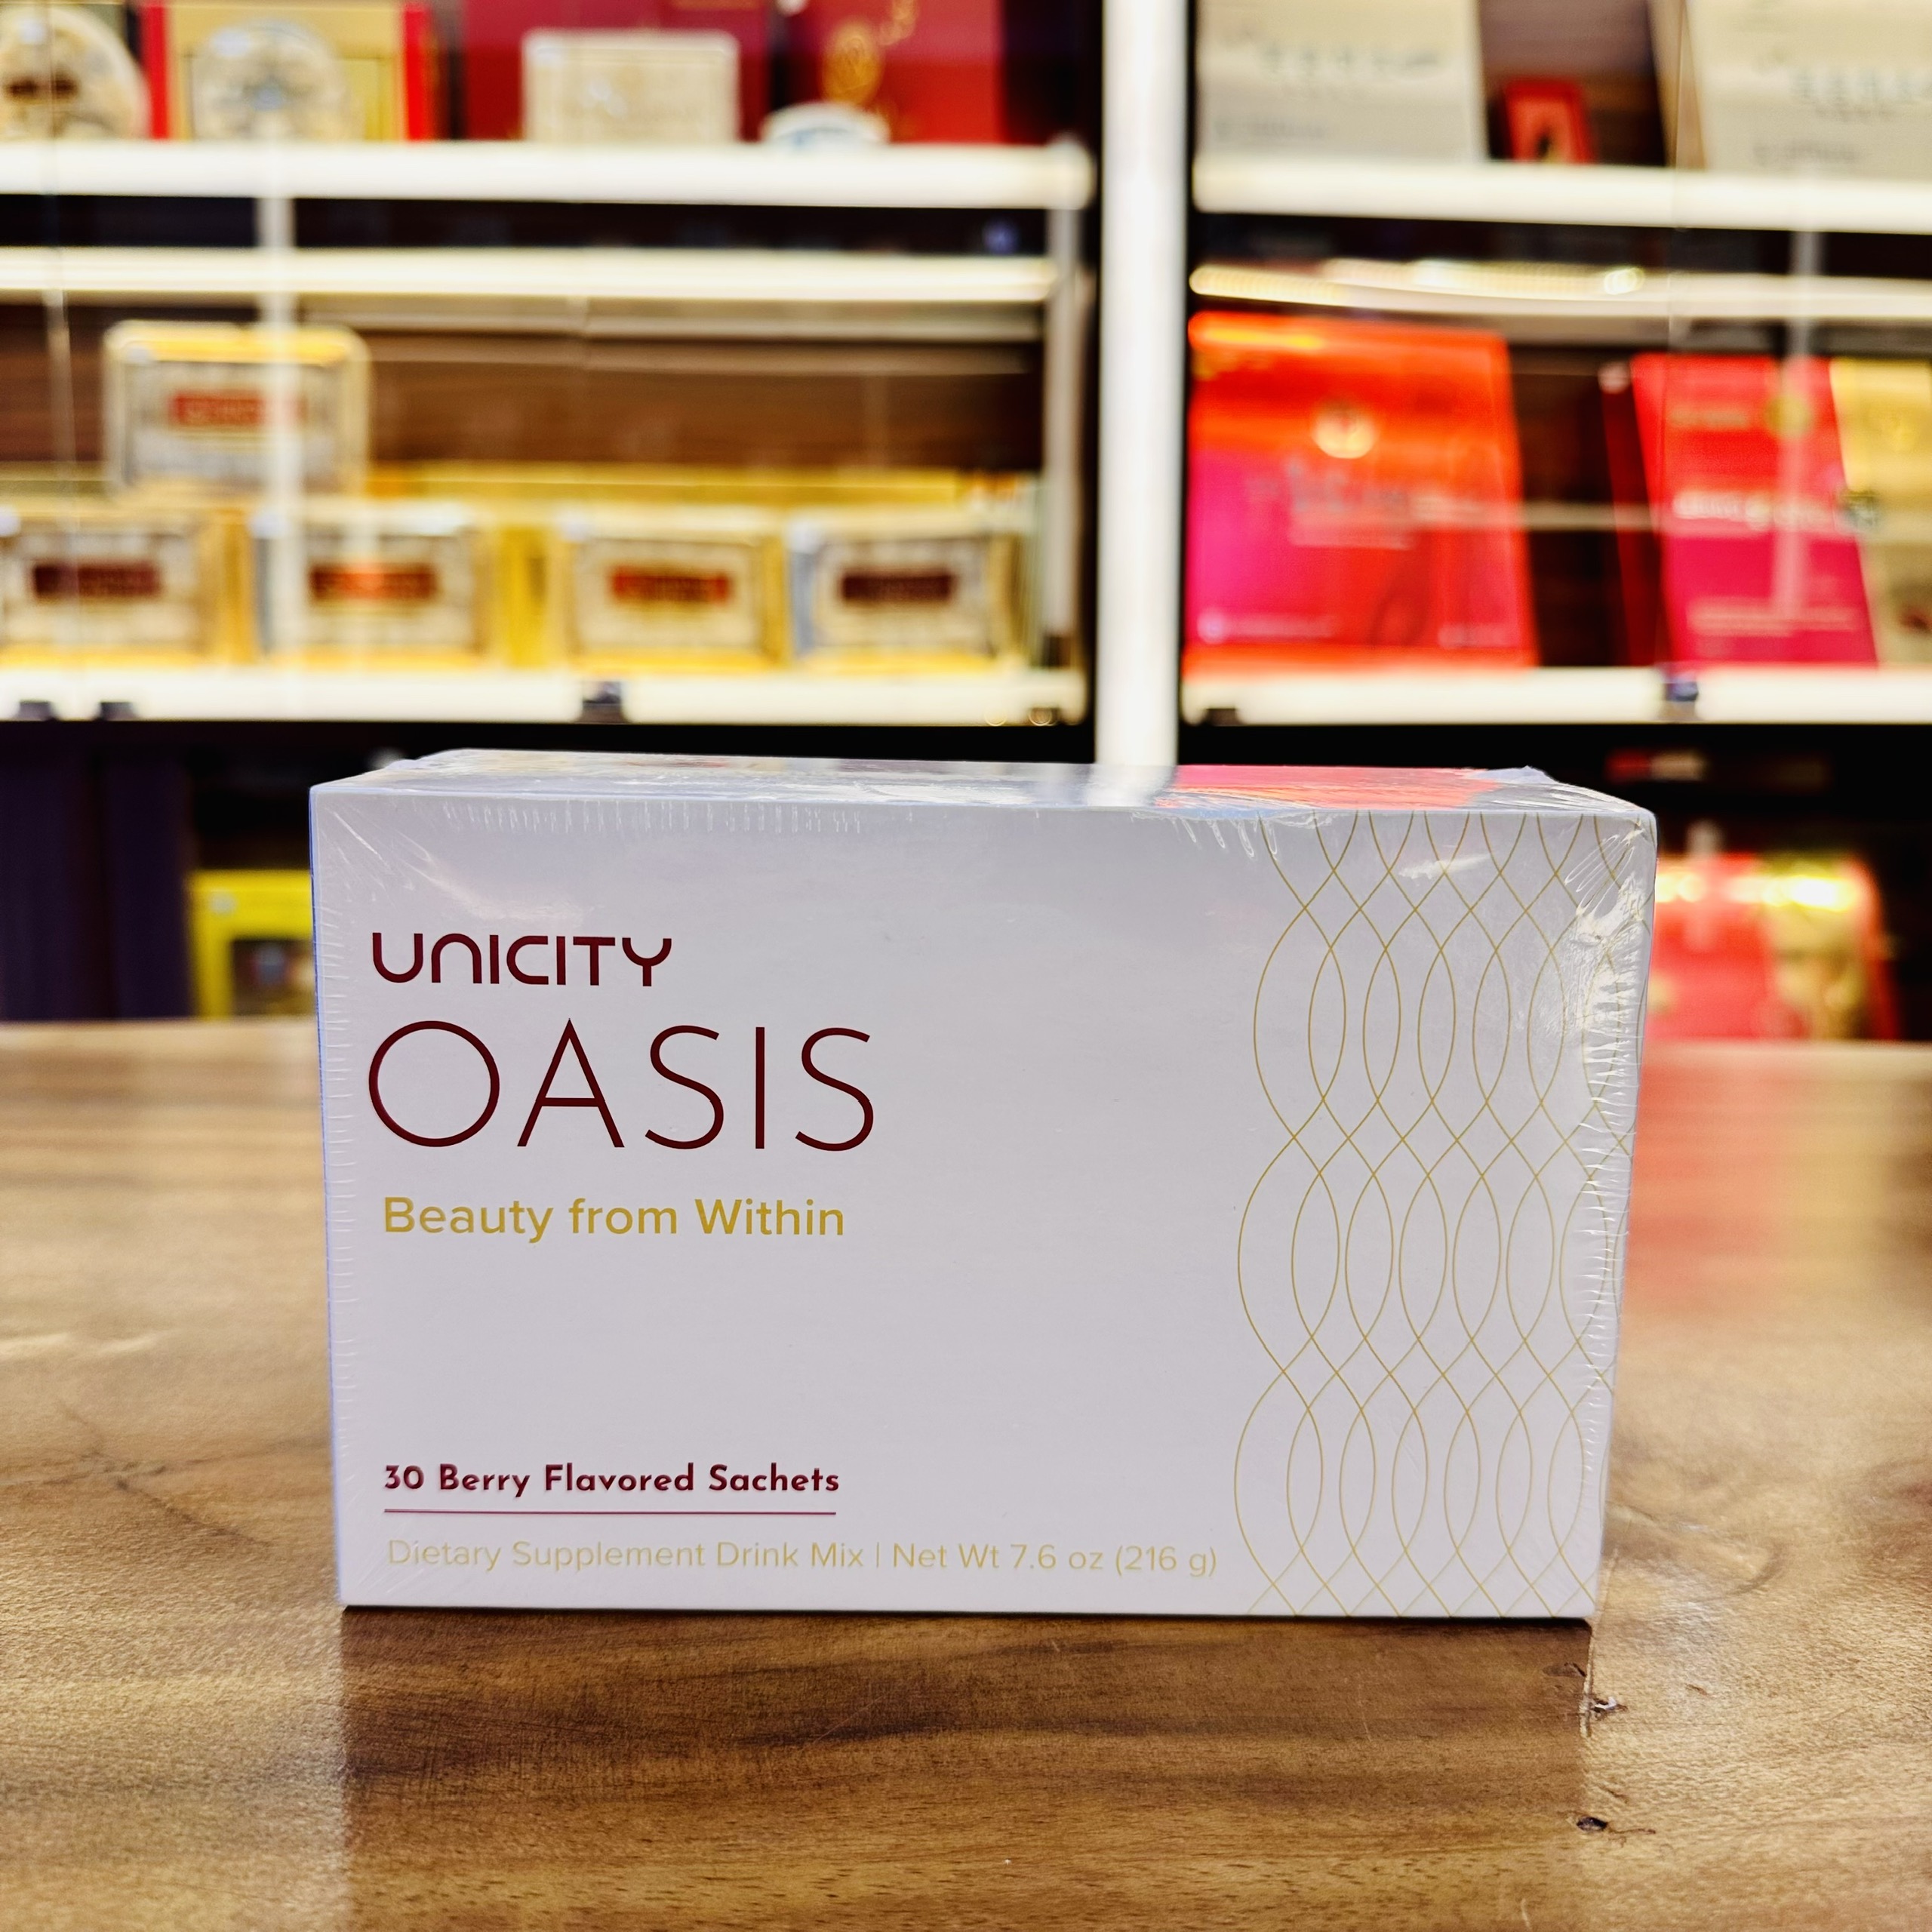 UNICITY
OASIS
Beauty from Within
30 Berry Flavored Sachets
Dietary Supplement Drink Mix | Net Wt 7.6 oz (216 g)